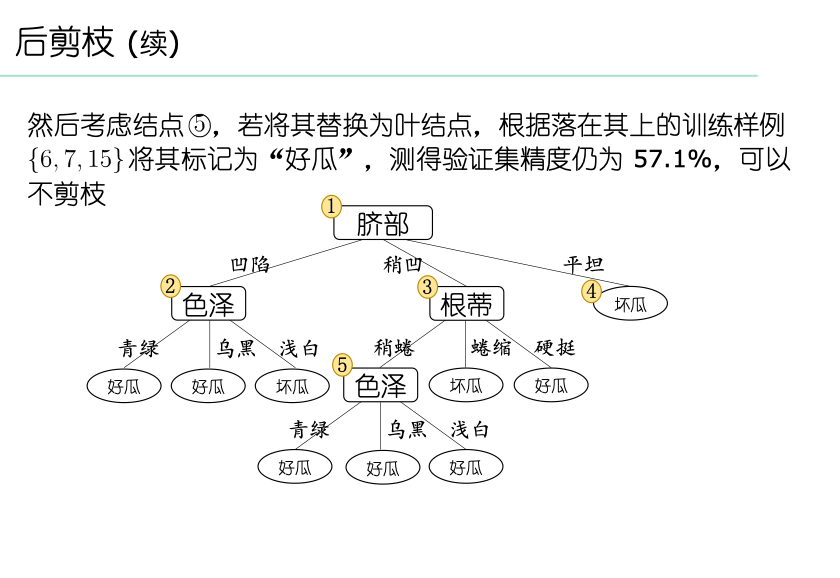 后剪枝 (续)
然后考虑结点⑤，若将其替换为叶结点，根据落在其上的训练样例
{6, 7, 15} 将其标记为“好瓜”，测得验证集精度仍为 57.1%，可以
不剪枝
1
脐部
凹陷 稍凹 平坦
2 3 4
色泽 根蒂 坏瓜
青绿 乌黑 浅白 稍蜷 蜷缩 硬挺
5
好瓜 好瓜 坏瓜 色泽 坏瓜 好瓜
青绿 乌黑 浅白
好瓜 好瓜 好瓜